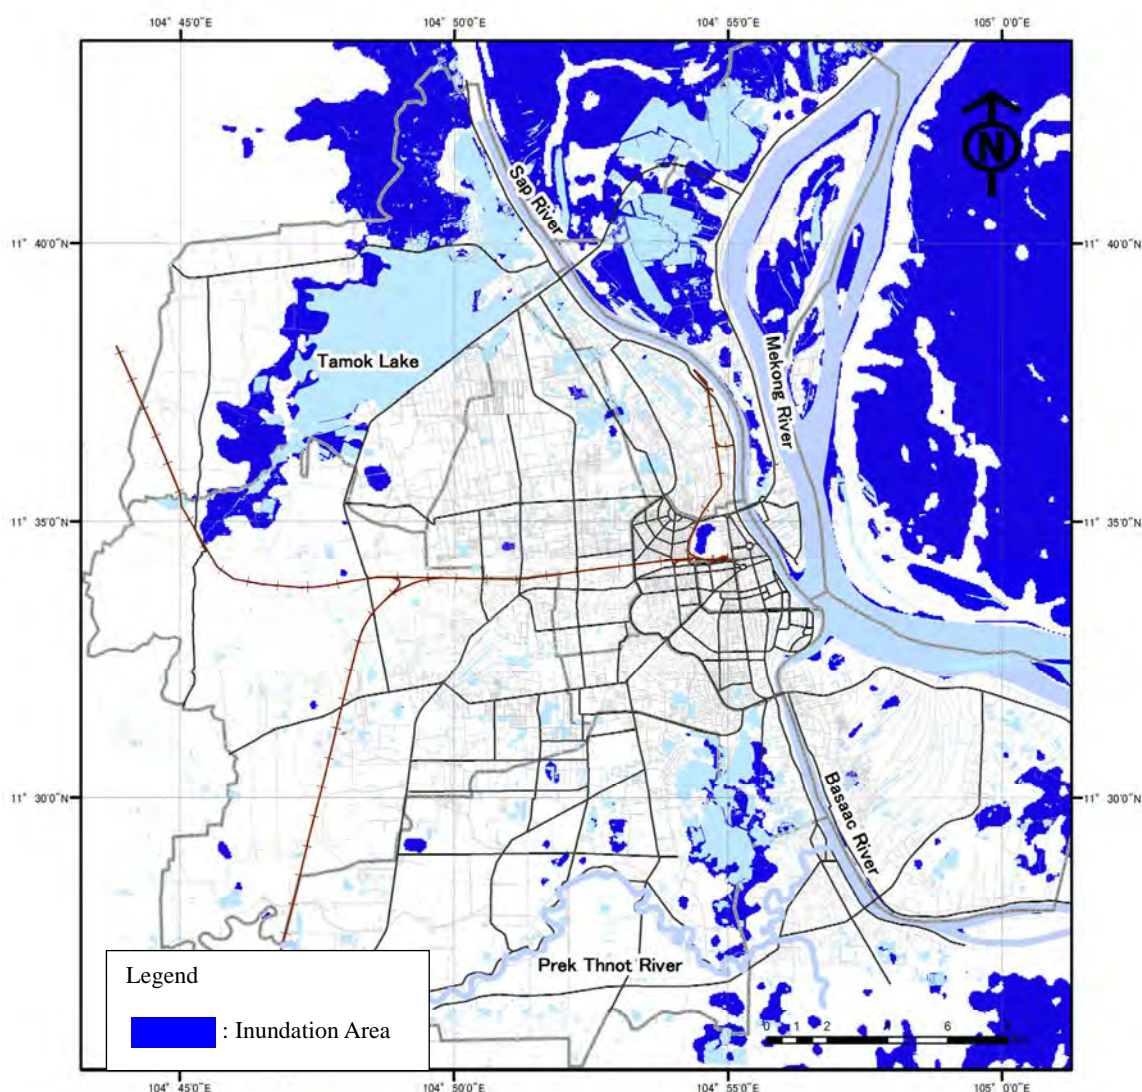 104° 45'0"E
104° 50'0"E
104° 55'0"E
105° 0'0"E
N
Sap River
11° 40'0"N
11° 40'0"N
Tamok Lake
Mekong River
11° 35'0"N
11° 35'0"N
11° 30'0"N
11° 30'0"N
Basaac River
Prek Thnot River
Legend
: Inundation Area
0 1 2 4 6
104° 45'0"E
104° 50'0"E
104° 55'0"E
105° 0'0"E